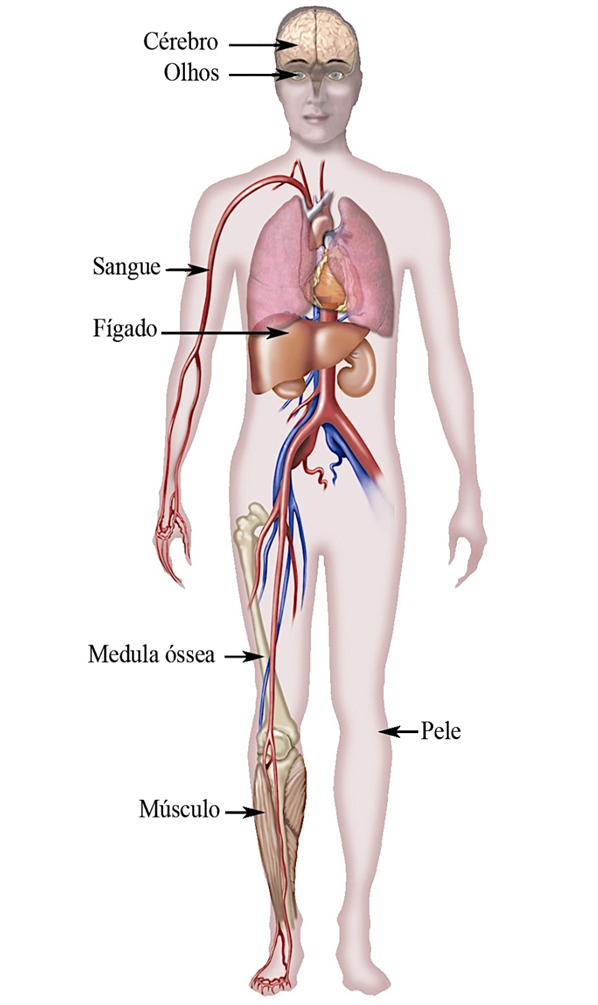 Cérebro
Olhos
Sangue
Fígado
Medula óssea
Pele
Músculo